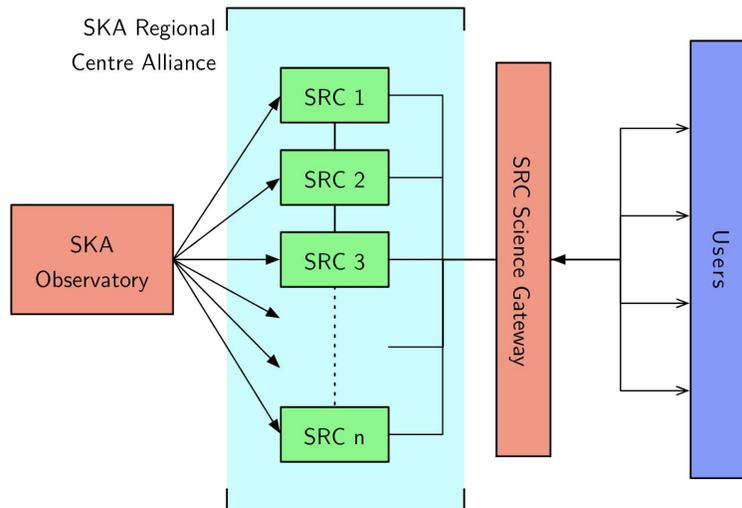 SKA Regional
Centre Alliance
SRC 1
SRC 2
SRC 3
SRC n
SKA
Observatory
SRC Science Gateway
Users